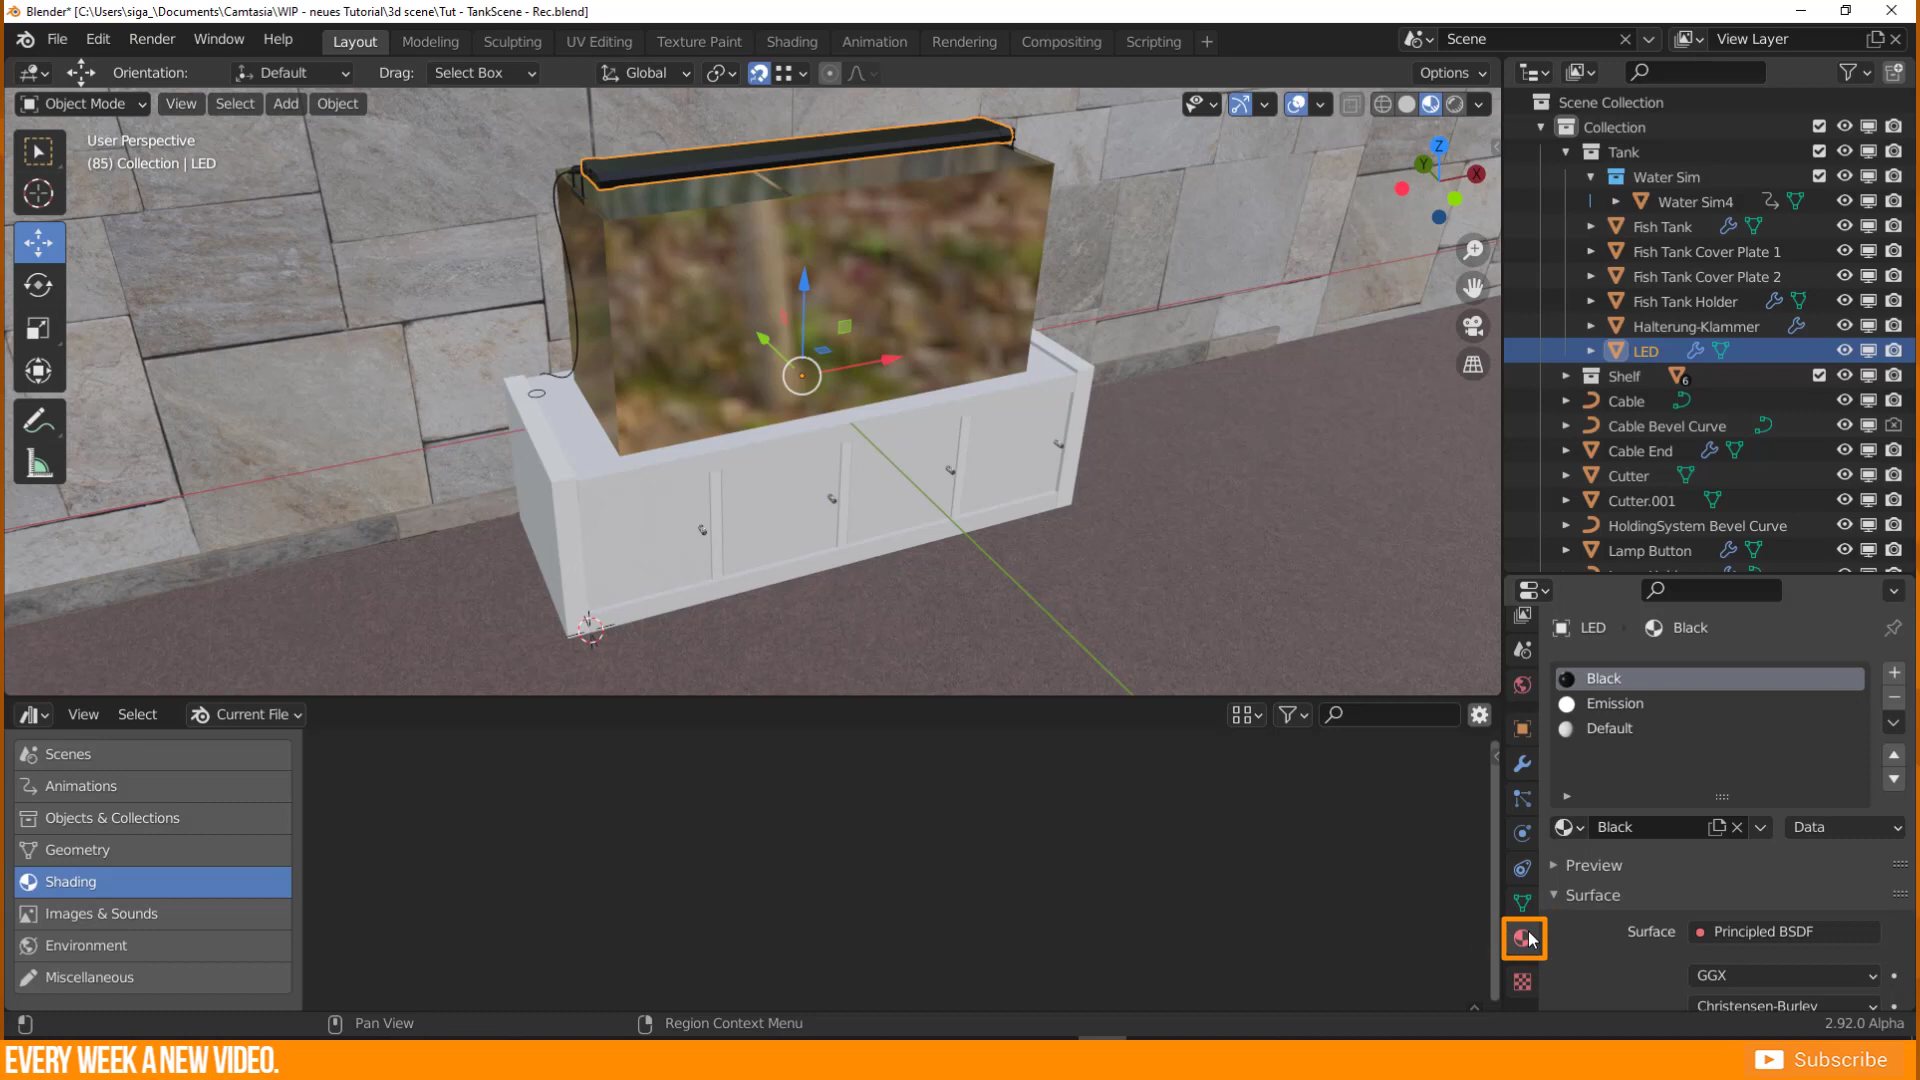 Blender* [C:\Users\siga_\Documents\Camtasia\WIP - neues Tutorial\3d scene\Tut - TankScene - Rec.blend]
File Edit Render Window Help Layout Modeling Sculpting UV Editing Texture Paint Shading Animation Rendering Compositing Scripting + Scene View Layer
Orientation: Default Drag: Select Box Global Options
Object Mode View Select Add Object
User Perspective
(85) Collection | LED
Z
Y
X
Scene Collection
Collection
Tank
Water Sim
Water Sim4
Fish Tank
Fish Tank Cover Plate 1
Fish Tank Cover Plate 2
Fish Tank Holder
Halterung-Klammer
LED
Shelf 6
Cable
Cable Bevel Curve
Cable End
Cutter
Cutter.001
HoldingSystem Bevel Curve
Lamp Button
LED Black
Black
Emission
Default
Black Data
Preview
Surface
Surface Principled BSDF
GGX
Christensen-Burley
View Select Current File
Scenes
Animations
Objects & Collections
Geometry
Shading
Images & Sounds
Environment
Miscellaneous
Pan View Region Context Menu 2.92.0 Alpha
EVERY WEEK A NEW VIDEO. Subscribe